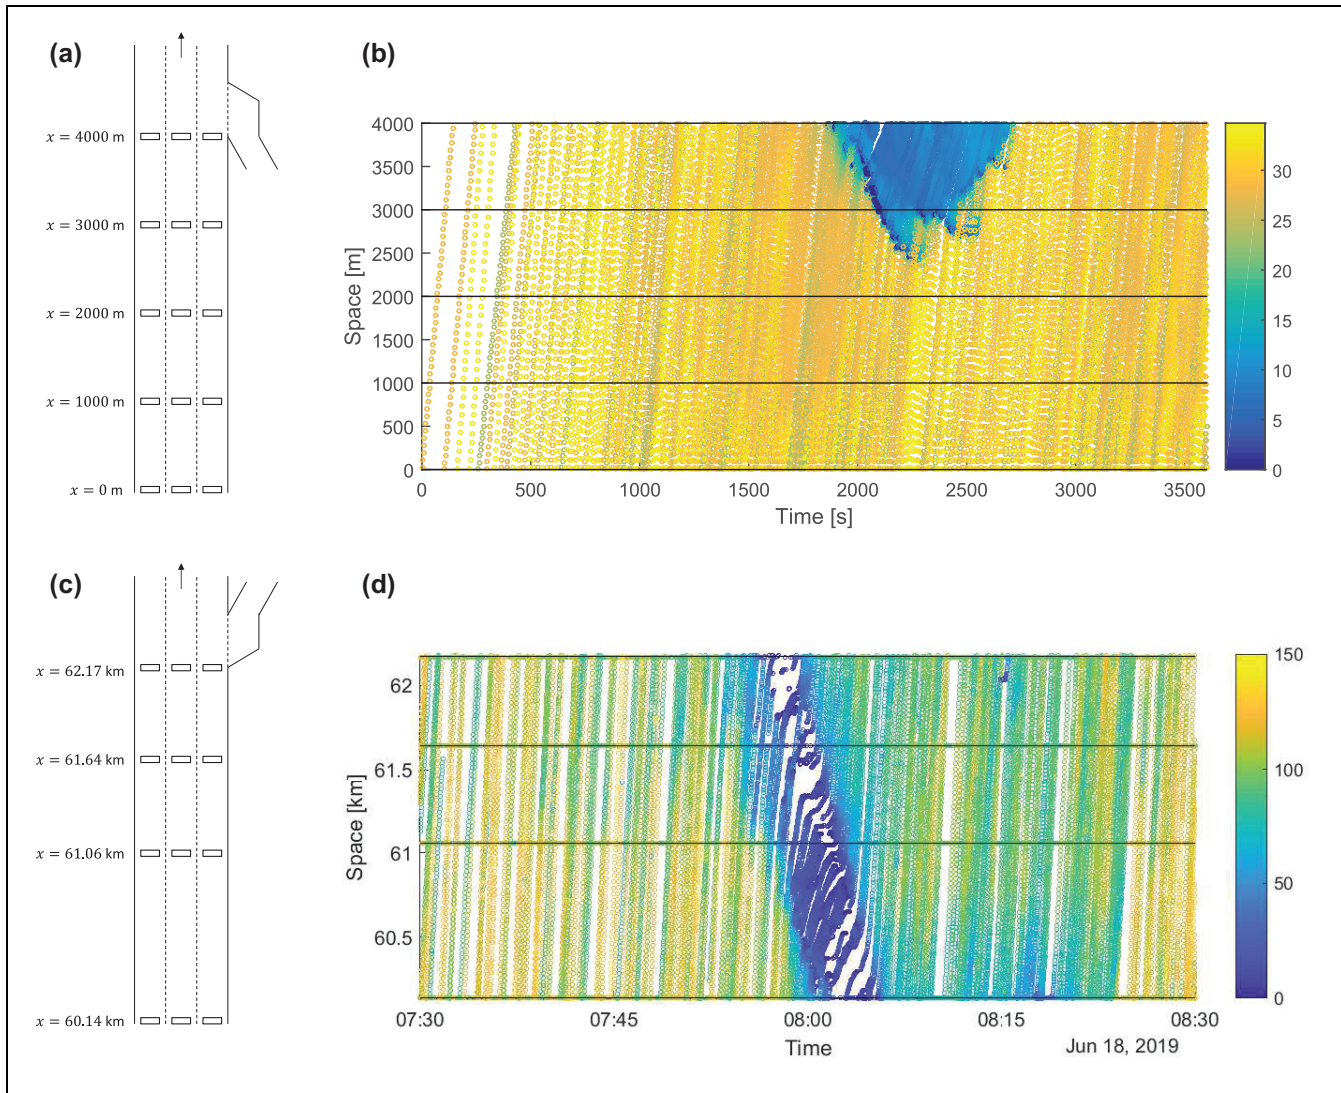 (a)
x = 4000 m
x = 3000 m
x = 2000 m
x = 1000 m
x = 0 m
(b)
4000
3500
3000
2500
2000
1500
1000
500
0
Space [m]
0 500 1000 1500 2000 2500 3000 3500
Time [s]
30
25
20
15
10
5
0
(c)
x = 62.17 km
x = 61.64 km
x = 61.06 km
x = 60.14 km
(d)
62
61.5
61
60.5
Space [km]
07:30 07:45 08:00 08:15 08:30
Time
Jun 18, 2019
150
100
50
0